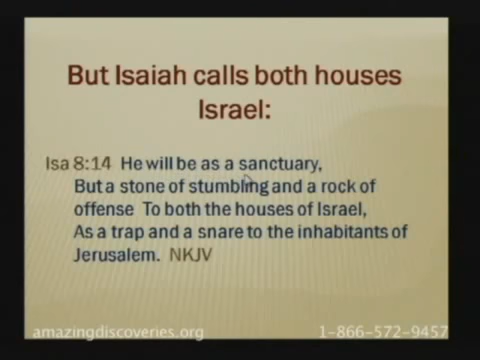 But Isaiah calls both houses
Israel:
Isa 8:14 He will be as a sanctuary,
But a stone of stumbling and a rock of
offense To both the houses of Israel,
As a trap and a snare to the inhabitants of
Jerusalem. NKJV
amazingdiscoveries.org
1-866-572-9457